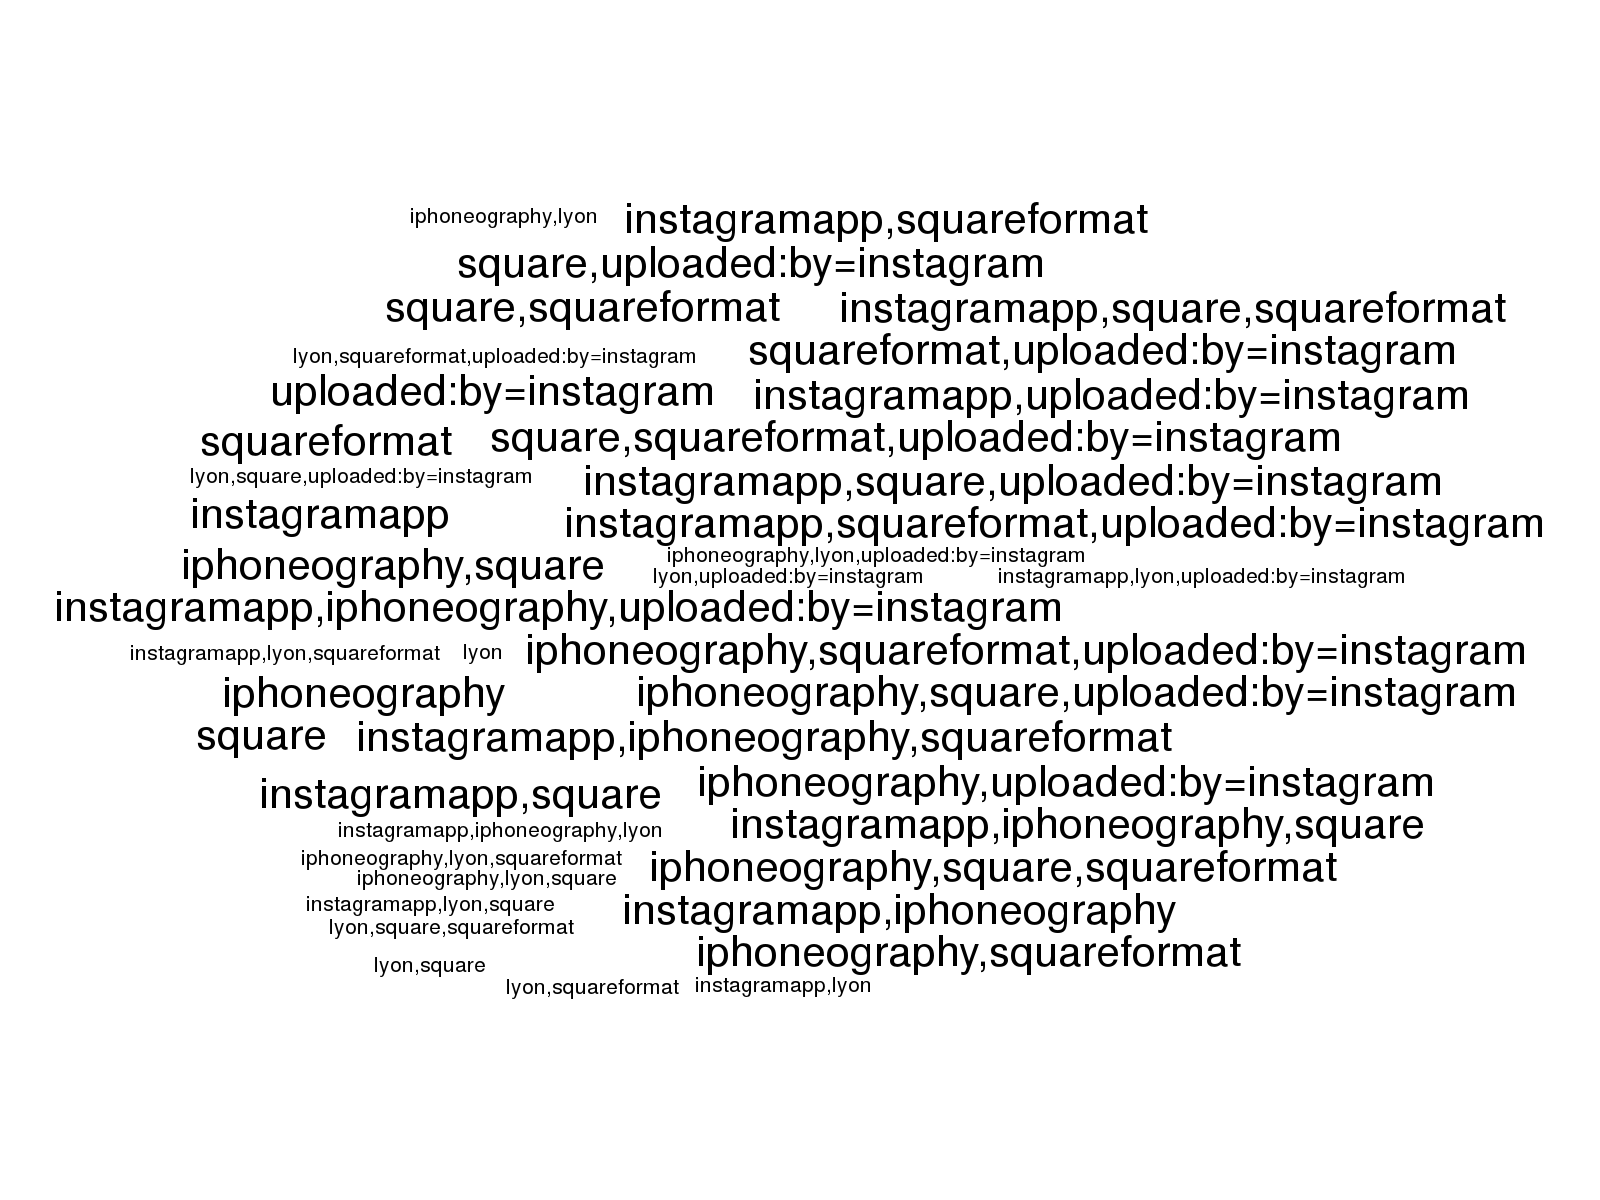 iphoneography,lyon instagramapp,squareformat
square,uploaded:by=instagram
square,squareformat instagramapp,square,squareformat
lyon,squareformat,uploaded:by=instagram squareformat,uploaded:by=instagram
uploaded:by=instagram instagramapp,uploaded:by=instagram
squareformat square,squareformat,uploaded:by=instagram
lyon,square,uploaded:by=instagram instagramapp,square,uploaded:by=instagram
instagramapp instagramapp,squareformat,uploaded:by=instagram
iphoneography,square iphoneography,lyon,uploaded:by=instagram
lyon,uploaded:by=instagram instagramapp,lyon,uploaded:by=instagram
instagramapp,iphoneography,uploaded:by=instagram
instagramapp,lyon,squareformat lyon iphoneography,squareformat,uploaded:by=instagram
iphoneography iphoneography,square,uploaded:by=instagram
square instagramapp,iphoneography,squareformat
instagramapp,square iphoneography,uploaded:by=instagram
instagramapp,iphoneography,lyon instagramapp,iphoneography,square
iphoneography,lyon,squareformat iphoneography,square,squareformat
iphoneography,lyon,square
instagramapp,lyon,square instagramapp,iphoneography
lyon,square,squareformat
lyon,square iphoneography,squareformat
lyon,squareformat instagramapp,lyon